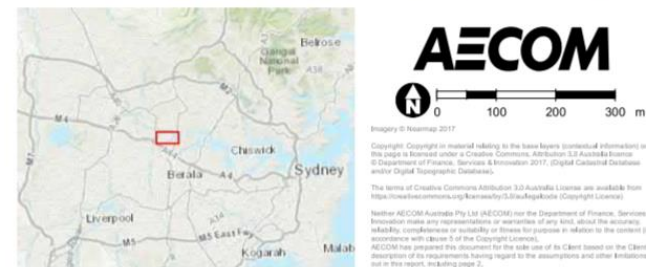 Garigal
National
Park
Belrose
A38
M2
M4
Chiswick
A44
A4
Sydney
Berala
M7
Liverpool
A34
M5
M5 East Fwy
Kogarah
Malab
AECOM
N
0 100 200 300 m
Imagery © Nearmap 2017
Copyright: Copyright in material relating to the base layers (contextual information) on
this page is licensed under a Creative Commons, Attribution 3.0 Australia licence
© Department of Finance, Services & Innovation 2017, (Digital Cadastral Database
and/or Digital Topographic Database).
The terms of Creative Commons Attribution 3.0 Australia License are available from
https://creativecommons.org/licenses/by/3.0/au/legalcode (Copyright Licence)
Neither AECOM Australia Pty Ltd (AECOM) nor the Department of Finance, Services
Innovation make any representations or warranties of any kind, about the accuracy,
reliability, completeness or suitability or fitness for purpose in relation to the content (
accordance with clause 5 of the Copyright Licence),
AECOM has prepared this document for the sole use of its Client based on the Client
description of its requirements having regard to the assumptions and other limitations
out in this report, including page 2.